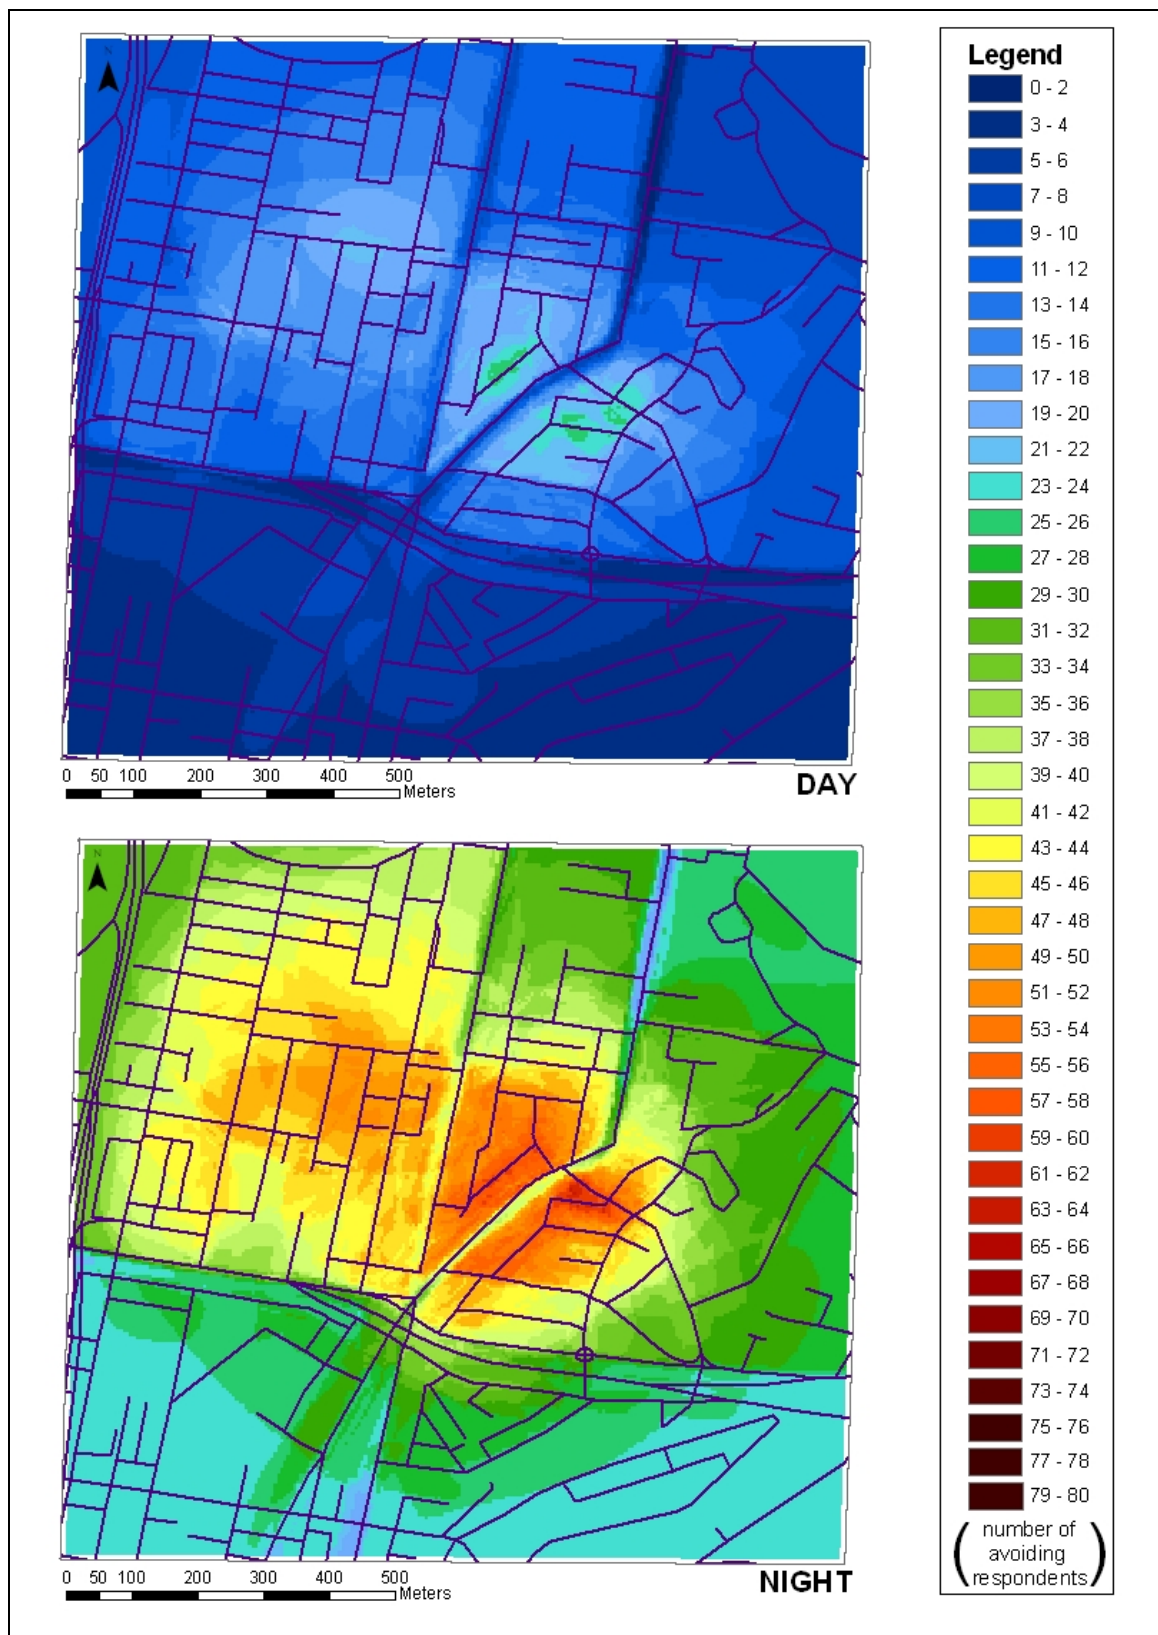 N
0 50 100 200 300 400 500
Meters
DAY
N
0 50 100 200 300 400 500
Meters
NIGHT
Legend
0 - 2
3 - 4
5 - 6
7 - 8
9 - 10
11 - 12
13 - 14
15 - 16
17 - 18
19 - 20
21 - 22
23 - 24
25 - 26
27 - 28
29 - 30
31 - 32
33 - 34
35 - 36
37 - 38
39 - 40
41 - 42
43 - 44
45 - 46
47 - 48
49 - 50
51 - 52
53 - 54
55 - 56
57 - 58
59 - 60
61 - 62
63 - 64
65 - 66
67 - 68
69 - 70
71 - 72
73 - 74
75 - 76
77 - 78
79 - 80
(number of
avoiding
respondents)